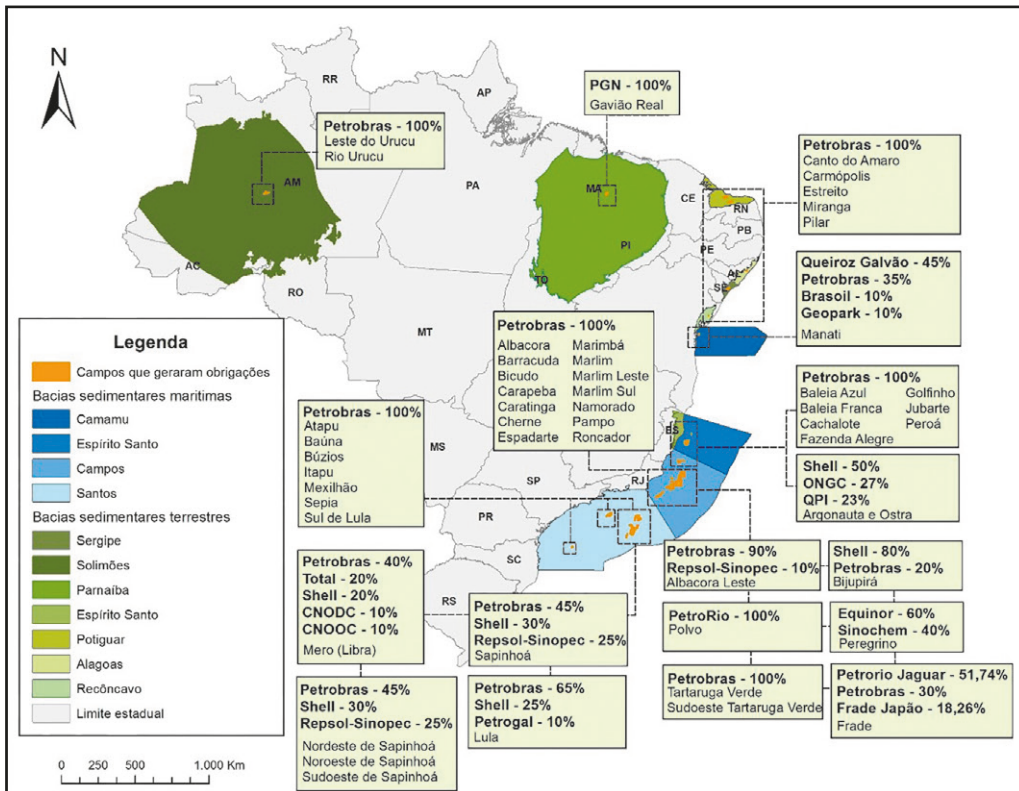 N
RR
AP
AM
PA
MA
CE
RN
PB
PE
PI
AL
SE
TO
AC
RO
MT
MS
ES
SP
RJ
PR
SC
RS
PGN - 100%
Gavião Real
Petrobras - 100%
Leste do Urucu
Rio Urucu
Petrobras - 100%
Canto do Amaro
Carmópolis
Estreito
Miranga
Pilar
Queiroz Galvão - 45%
Petrobras - 35%
Brasoil - 10%
Geopark - 10%
Manati
Petrobras - 100%
Albacora Marimbá
Barracuda Marlim
Bicudo Marlim Leste
Carapeba Marlim Sul
Caratinga Namorado
Cherne Pampo
Espadarte Roncador
Petrobras - 100%
Baleia Azul Golfinho
Baleia Franca Jubarte
Cachalote Peroá
Fazenda Alegre
Shell - 50%
ONGC - 27%
QPI - 23%
Argonauta e Ostra
Petrobras - 100%
Atapu
Baúna
Búzios
Itapu
Mexilhão
Sepia
Sul de Lula
Petrobras - 40%
Total - 20%
Shell - 20%
CNODC - 10%
CNOOC - 10%
Mero (Libra)
Petrobras - 45%
Shell - 30%
Repsol-Sinopec - 25%
Sapinhoá
Petrobras - 90%
Repsol-Sinopec - 10%
Albacora Leste
Shell - 80%
Petrobras - 20%
Bijupirá
PetroRio - 100%
Polvo
Equinor - 60%
Sinochem - 40%
Peregrino
Petrobras - 45%
Shell - 30%
Repsol-Sinopec - 25%
Nordeste de Sapinhoá
Noroeste de Sapinhoá
Sudoeste de Sapinhoá
Petrobras - 65%
Shell - 25%
Petrogal - 10%
Lula
Petrobras - 100%
Tartaruga Verde
Sudoeste Tartaruga Verde
Petrorio Jaguar - 51,74%
Petrobras - 30%
Frade Japão - 18,26%
Frade
Legenda
Campos que geraram obrigações
Bacias sedimentares maritimas
Camamu
Espírito Santo
Campos
Santos
Bacias sedimentares terrestres
Sergipe
Solimões
Parnaíba
Espírito Santo
Potiguar
Alagoas
Recôncavo
Limite estadual
0 250 500 1.000 Km